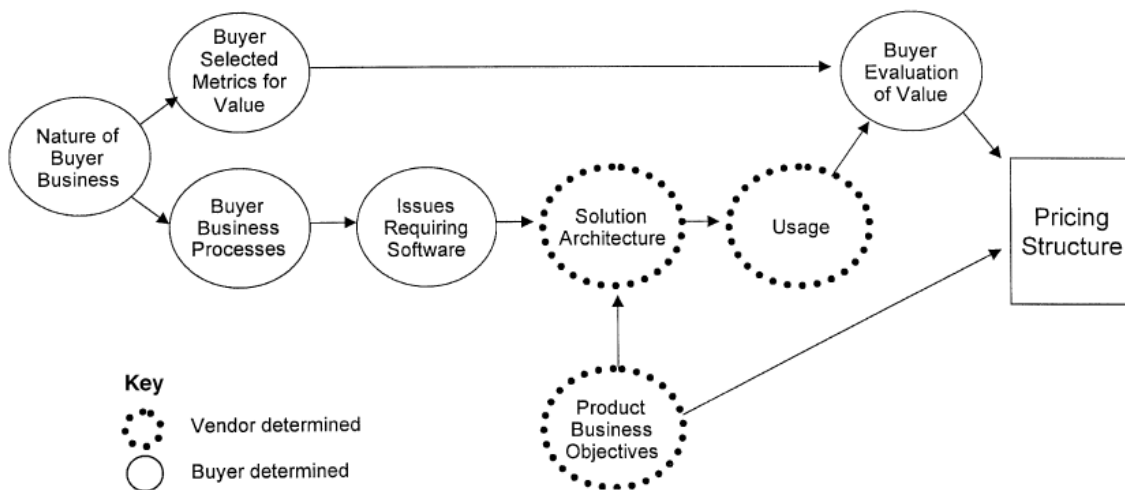 Buyer
Selected
Metrics for
Value
Buyer
Evaluation
of Value
Nature of
Buyer
Business
Buyer
Business
Processes
Issues
Requiring
Software
Solution
Architecture
Usage
Pricing
Structure
Product
Business
Objectives
Key
Vendor determined
Buyer determined